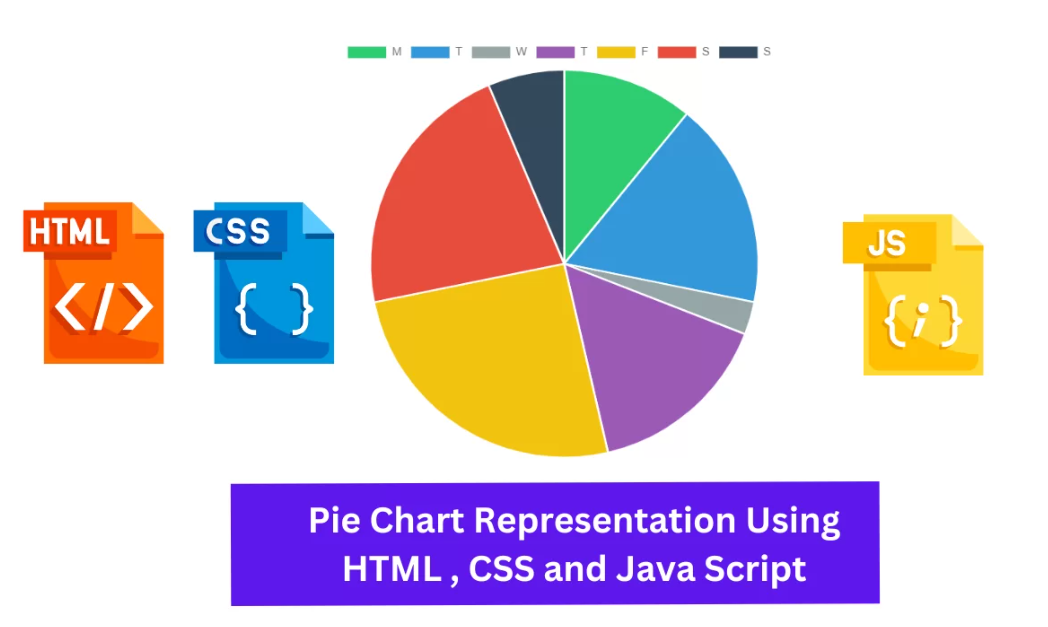 M T W T F S S
HTML
</>
CSS
{ }
JS
{;}
Pie Chart Representation Using
HTML , CSS and Java Script